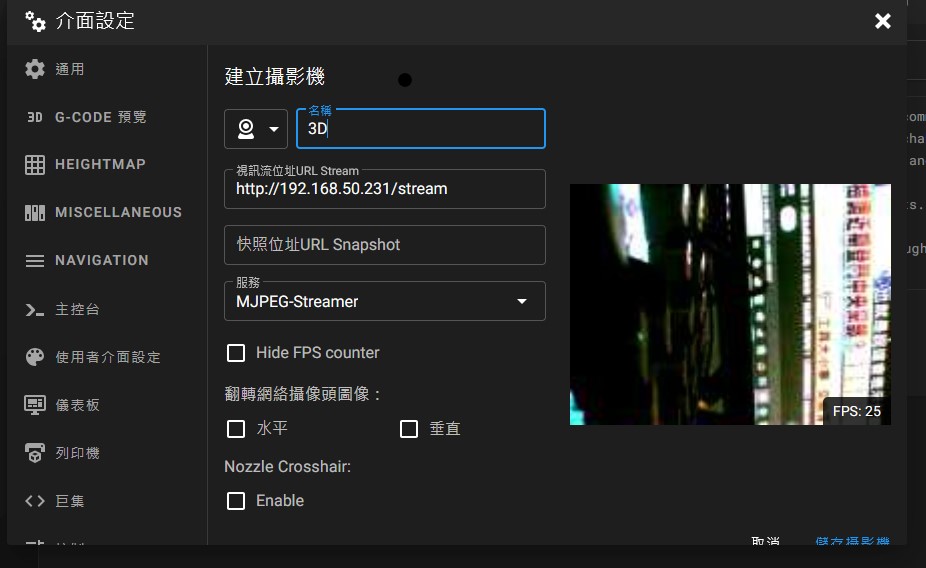 介面設定
通用
3D G-CODE 預覽
HEIGHTMAP
MISCELLANEOUS
NAVIGATION
主控台
使用者介面設定
儀表板
列印機
巨集
建立攝影機
名稱
3D
視訊流位址URL Stream
http://192.168.50.231/stream
快照位址URL Snapshot
服務
MJPEG-Streamer
Hide FPS counter
翻轉網絡攝像頭圖像：
水平
垂直
Nozzle Crosshair:
Enable
FPS: 25
取消
儲存攝影機